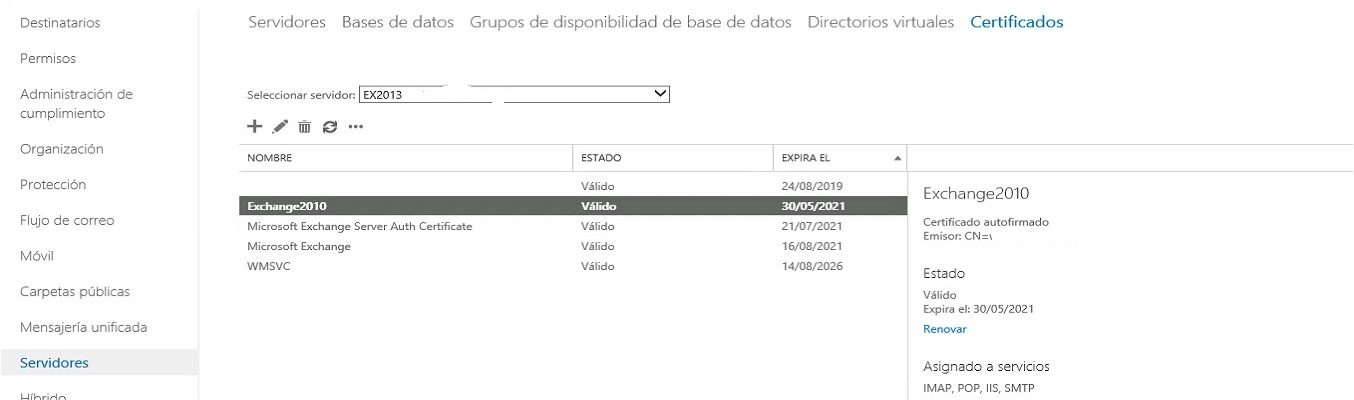 Destinatarios
Permisos
Administración de
cumplimiento
Organización
Protección
Flujo de correo
Móvil
Carpetas públicas
Mensajería unificada
Servidores
Híbrido
Servidores Bases de datos Grupos de disponibilidad de base de datos Directorios virtuales Certificados
Seleccionar servidor: EX2013
NOMBRE ESTADO EXPIRA EL
Válido 24/08/2019
Exchange2010 Válido 30/05/2021
Microsoft Exchange Server Auth Certificate Válido 21/07/2021
Microsoft Exchange Válido 16/08/2021
WMSVC Válido 14/08/2026
Exchange2010
Certificado autofirmado
Emisor: CN=
Estado
Válido
Expira el: 30/05/2021
Renovar
Asignado a servicios
IMAP, POP, IIS, SMTP